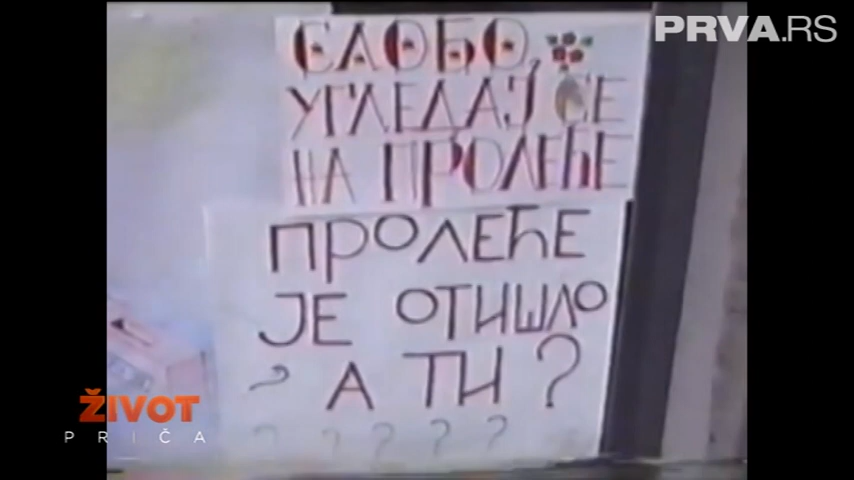 PRVA.RS
СЛОБО,
УГЛЕДАЈ СЕ
НА ПРОЛЕЋЕ
ПРОЛЕЋЕ
ЈЕ ОТИШЛО
? А ТИ?
? ? ? ? ?
ŽIVOT
PRIČA